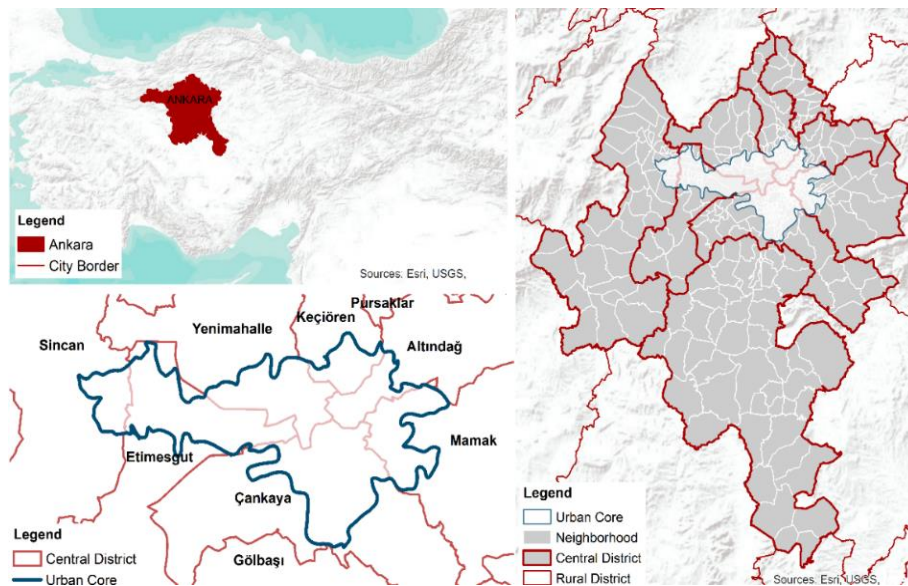 ANKARA
Legend
Ankara
City Border
Sources: Esri, USGS,
Pursaklar
Keçiören
Yenimahalle
Sincan
Altındağ
Mamak
Etimesgut
Çankaya
Gölbaşı
Legend
Central District
Urban Core
Legend
Urban Core
Neighborhood
Central District
Rural District
Sources: Esri, USGS,